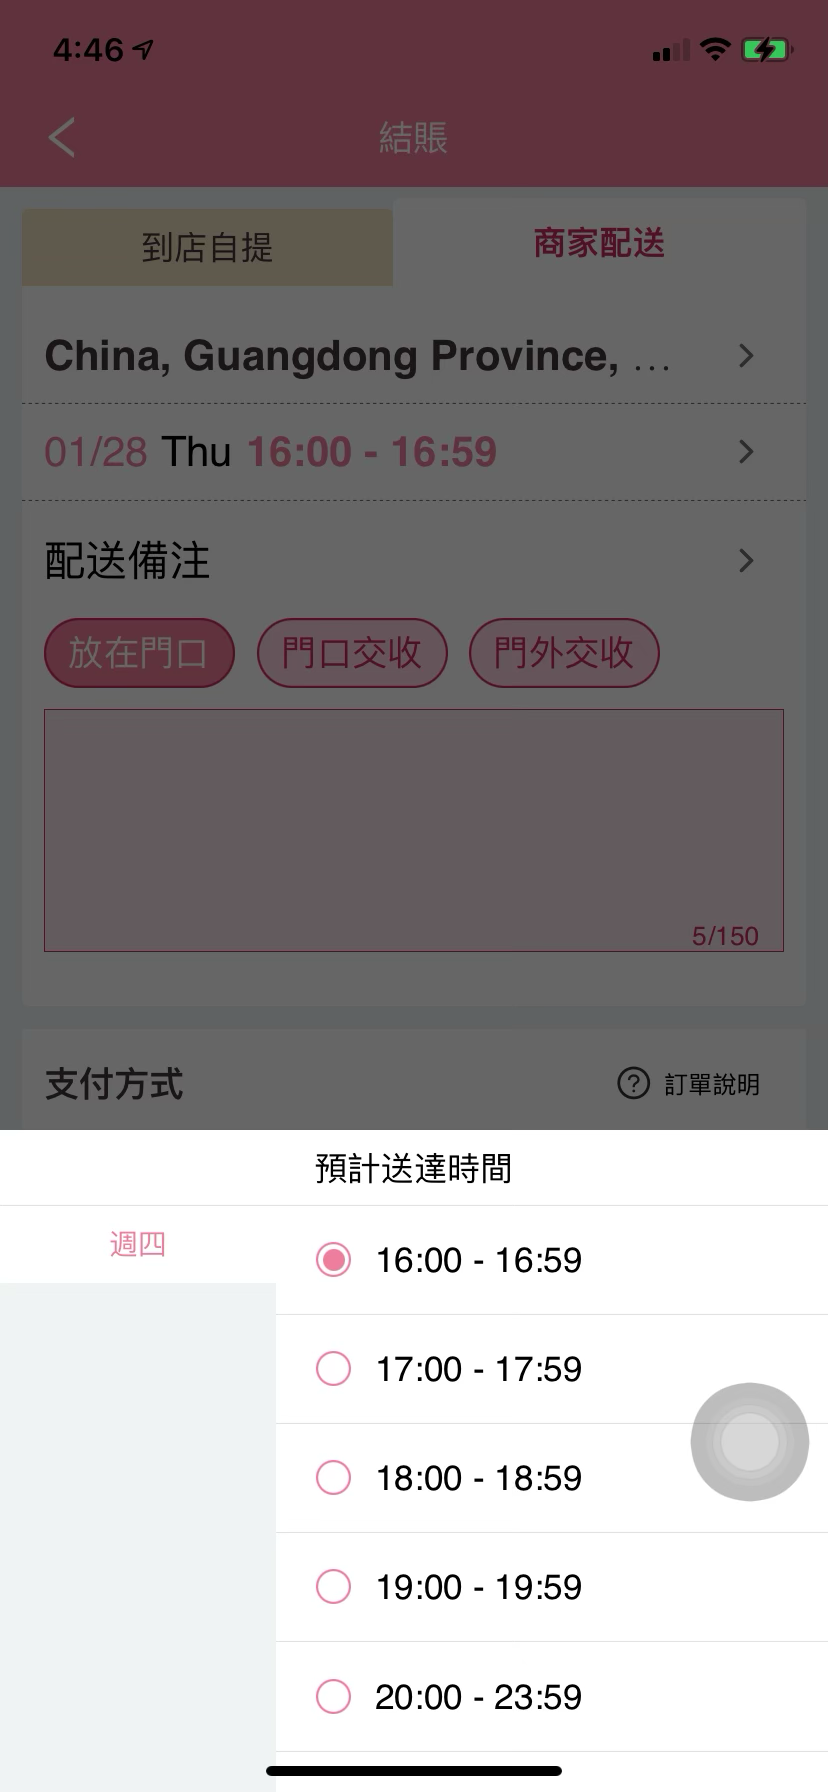 4:46
結賬
到店自提
商家配送
China, Guangdong Province, ...
01/28 Thu 16:00 - 16:59
配送備注
放在門口 門口交收 門外交收
5/150
支付方式
? 訂單說明
預計送達時間
週四
16:00 - 16:59
17:00 - 17:59
18:00 - 18:59
19:00 - 19:59
20:00 - 23:59